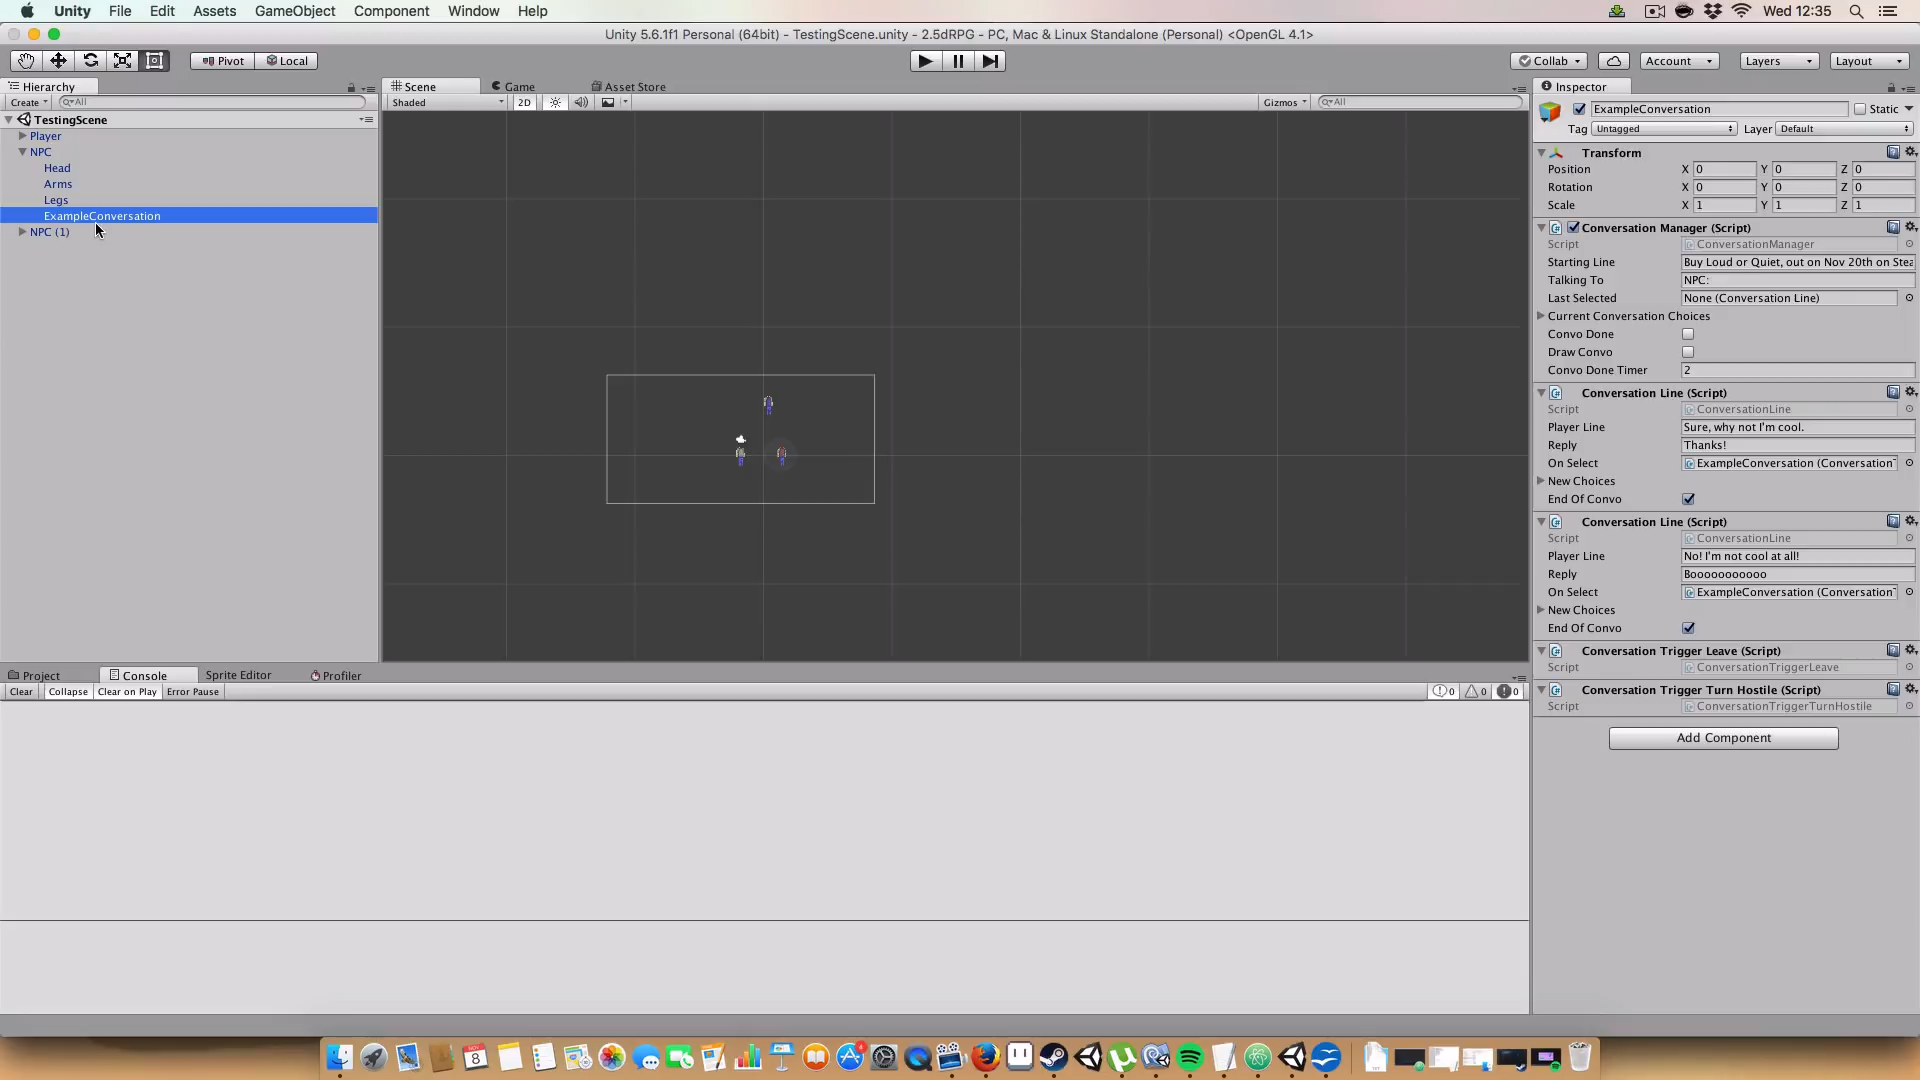 Unity File Edit Assets GameObject Component Window Help Wed 12:35
Unity 5.6.1f1 Personal (64bit) - TestingScene.unity - 2.5dRPG - PC, Mac & Linux Standalone (Personal) <OpenGL 4.1>
Pivot Local Collab Account Layers Layout
Hierarchy
Create All
TestingScene
Player
NPC
Head
Arms
Legs
ExampleConversation
NPC (1)
Scene Game Asset Store
Shaded 2D Gizmos All
Inspector
ExampleConversation Static
Tag Untagged Layer Default
Transform
Position X 0 Y 0 Z 0
Rotation X 0 Y 0 Z 0
Scale X 1 Y 1 Z 1
Conversation Manager (Script)
Script ConversationManager
Starting Line Buy Loud or Quiet, out on Nov 20th on Stea
Talking To NPC:
Last Selected None (Conversation Line)
Current Conversation Choices
Convo Done
Draw Convo
Convo Done Timer 2
Conversation Line (Script)
Script ConversationLine
Player Line Sure, why not I'm cool.
Reply Thanks!
On Select ExampleConversation (Conversation
New Choices
End Of Convo
Conversation Line (Script)
Script ConversationLine
Player Line No! I'm not cool at all!
Reply Booooooooooo
On Select ExampleConversation (Conversation
New Choices
End Of Convo
Conversation Trigger Leave (Script)
Script ConversationTriggerLeave
Conversation Trigger Turn Hostile (Script)
Script ConversationTriggerTurnHostile
Add Component
Project Console Sprite Editor Profiler
Clear Collapse Clear on Play Error Pause 0 0 0
8